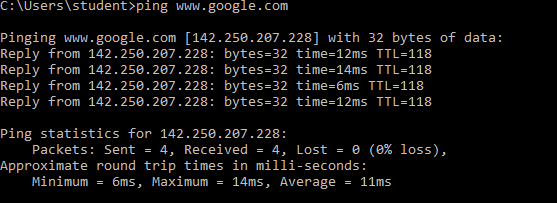 C:\Users\student>ping www.google.com
Pinging www.google.com [142.250.207.228] with 32 bytes of data:
Reply from 142.250.207.228: bytes=32 time=12ms TTL=118
Reply from 142.250.207.228: bytes=32 time=14ms TTL=118
Reply from 142.250.207.228: bytes=32 time=6ms TTL=118
Reply from 142.250.207.228: bytes=32 time=12ms TTL=118
Ping statistics for 142.250.207.228:
    Packets: Sent = 4, Received = 4, Lost = 0 (0% loss),
Approximate round trip times in milli-seconds:
    Minimum = 6ms, Maximum = 14ms, Average = 11ms